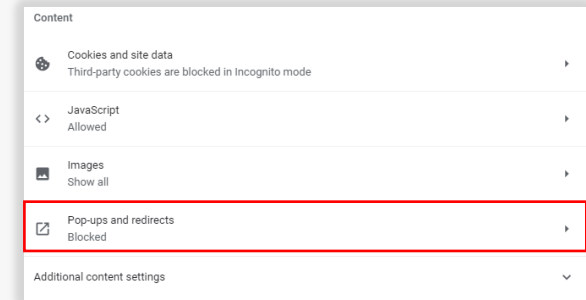 Content
Cookies and site data
Third-party cookies are blocked in Incognito mode
JavaScript
Allowed
Images
Show all
Pop-ups and redirects
Blocked
Additional content settings